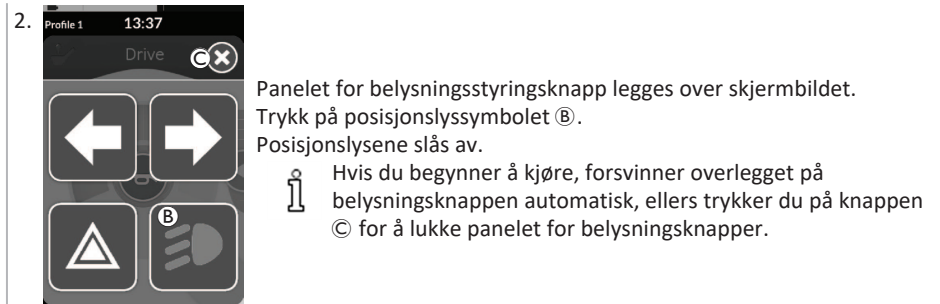 2.
Profile 1 13:37
Drive Ⓒ
Panelet for belysningsstyringsknapp legges over skjermbildet.
Trykk på posisjonslyssymbolet Ⓑ.
Posisjonslysene slås av.
Hvis du begynner å kjøre, forsvinner overlegget på
belysningsknappen automatisk, ellers trykker du på knappen
Ⓒ for å lukke panelet for belysningsknapper.
Ⓑ